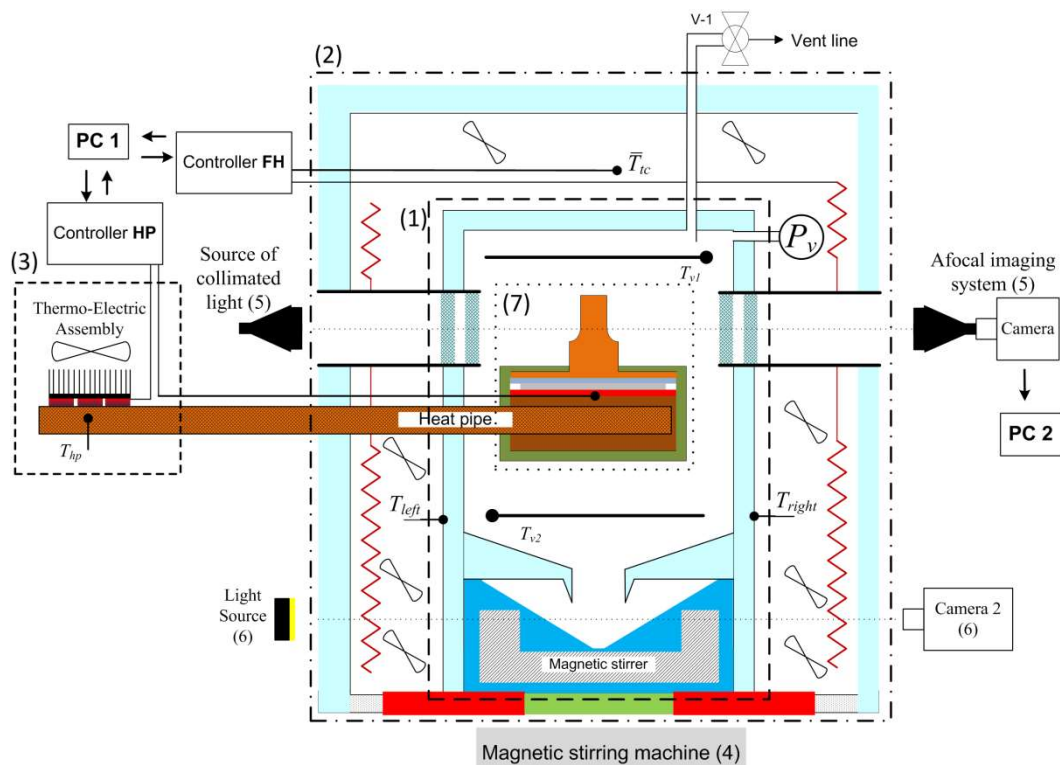 V-1
Vent line
(2)
PC 1
Controller FH
T̅tc
(1)
Controller HP
Pv
(3)
Source of
collimated
light (5)
Tv1
Afocal imaging
system (5)
Thermo-Electric
Assembly
(7)
Camera
Heat pipe
PC 2
Thp
Tleft
Tright
Tv2
Light
Source
(6)
Camera 2
(6)
Magnetic stirrer
Magnetic stirring machine (4)